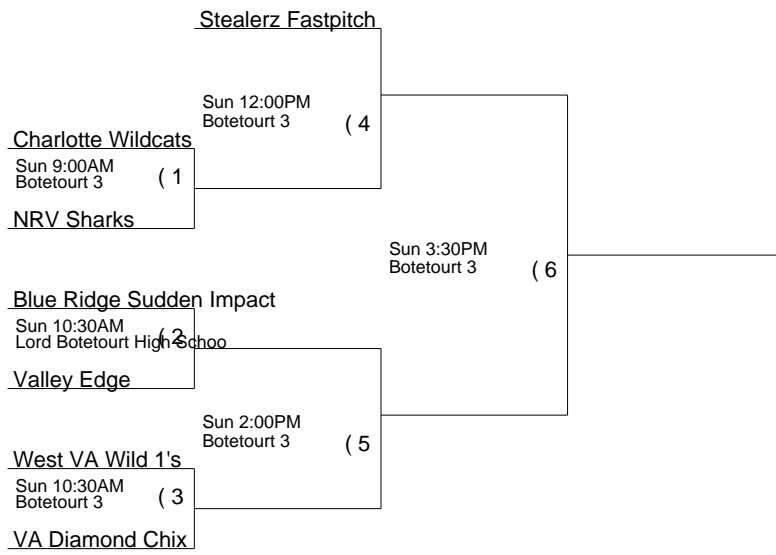 Stealerz Fastpitch
Sun 12:00PM
Botetourt 3
( 4
Charlotte Wildcats
Sun 9:00AM
Botetourt 3
( 1
NRV Sharks
Sun 3:30PM
Botetourt 3
( 6
Blue Ridge Sudden Impact
Sun 10:30AM
( 2
Lord Botetourt High Schoo
Valley Edge
Sun 2:00PM
Botetourt 3
( 5
West VA Wild 1's
Sun 10:30AM
Botetourt 3
( 3
VA Diamond Chix